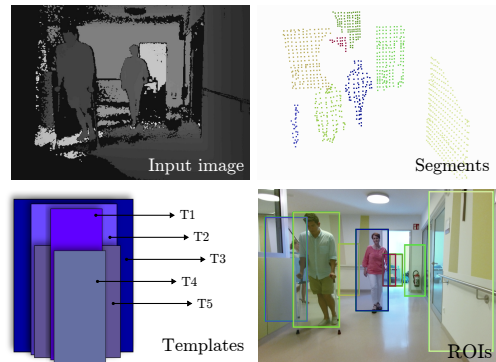 Input image
Segments
T1
T2
T3
T4
T5
Templates
ROIs